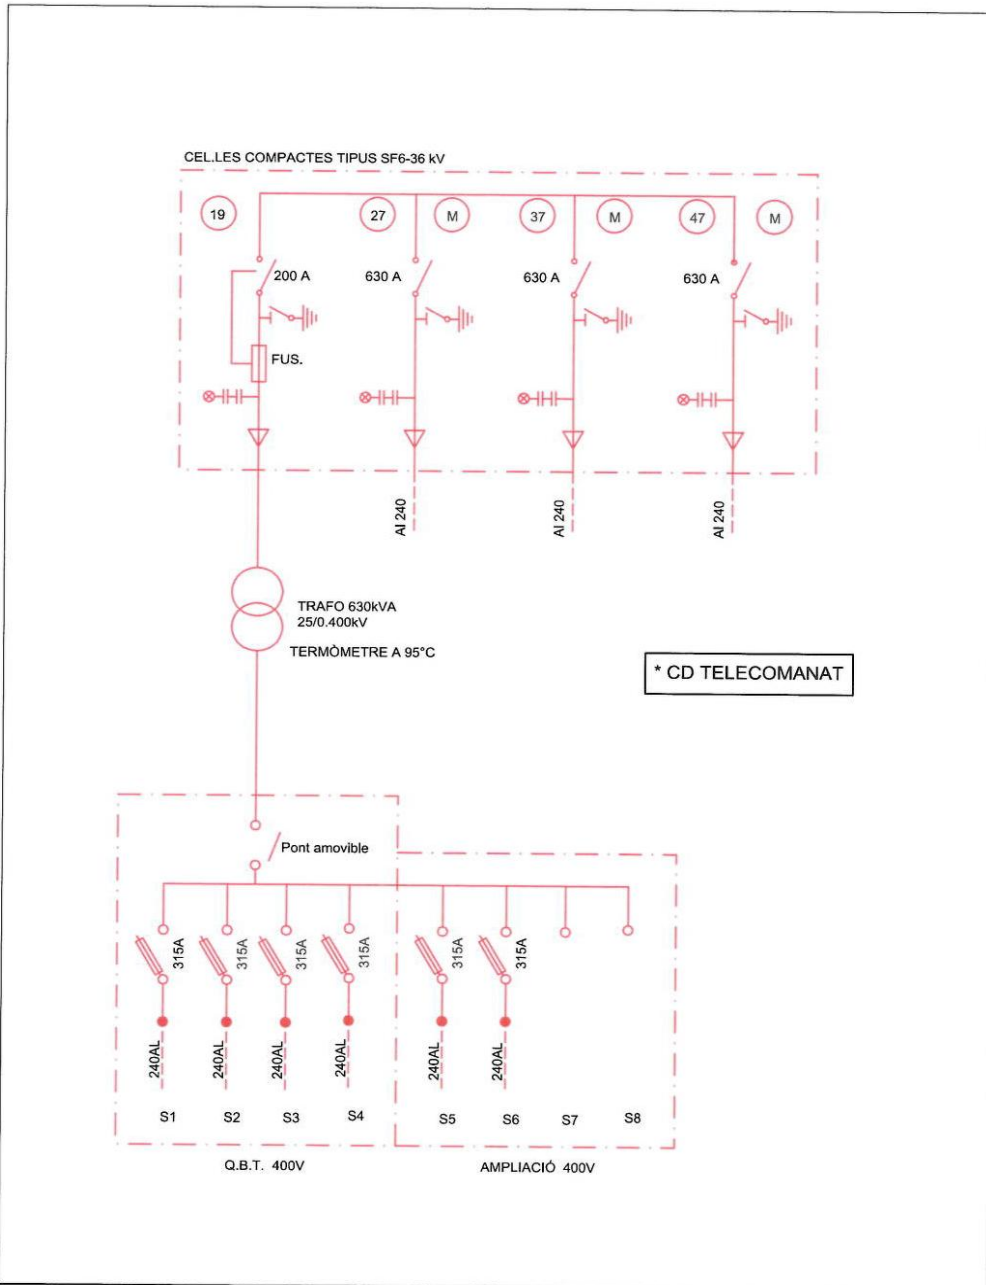 CEL.LES COMPACTES TIPUS SF6-36 kV
19
27
M
37
M
47
M
200 A
630 A
630 A
630 A
FUS.
Al 240
Al 240
Al 240
TRAFO 630kVA
25/0.400kV
TERMÒMETRE A 95°C
* CD TELECOMANAT
Pont amovible
315A
315A
315A
315A
315A
315A
240AL
240AL
240AL
240AL
240AL
240AL
S1
S2
S3
S4
S5
S6
S7
S8
Q.B.T. 400V
AMPLIACIÓ 400V